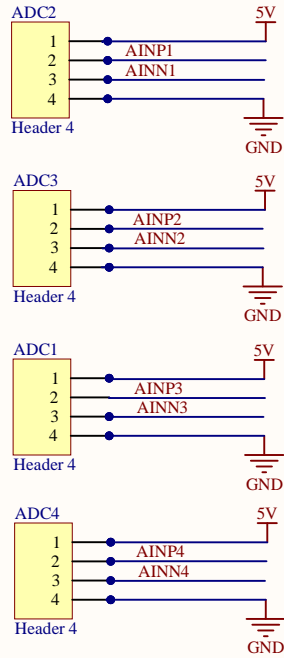 ADC2
5V
1
AINP1
2
AINN1
3
4
Header 4
GND
ADC3
5V
1
AINP2
2
AINN2
3
4
Header 4
GND
ADC1
5V
1
AINP3
2
AINN3
3
4
Header 4
GND
ADC4
5V
1
AINP4
2
AINN4
3
4
Header 4
GND